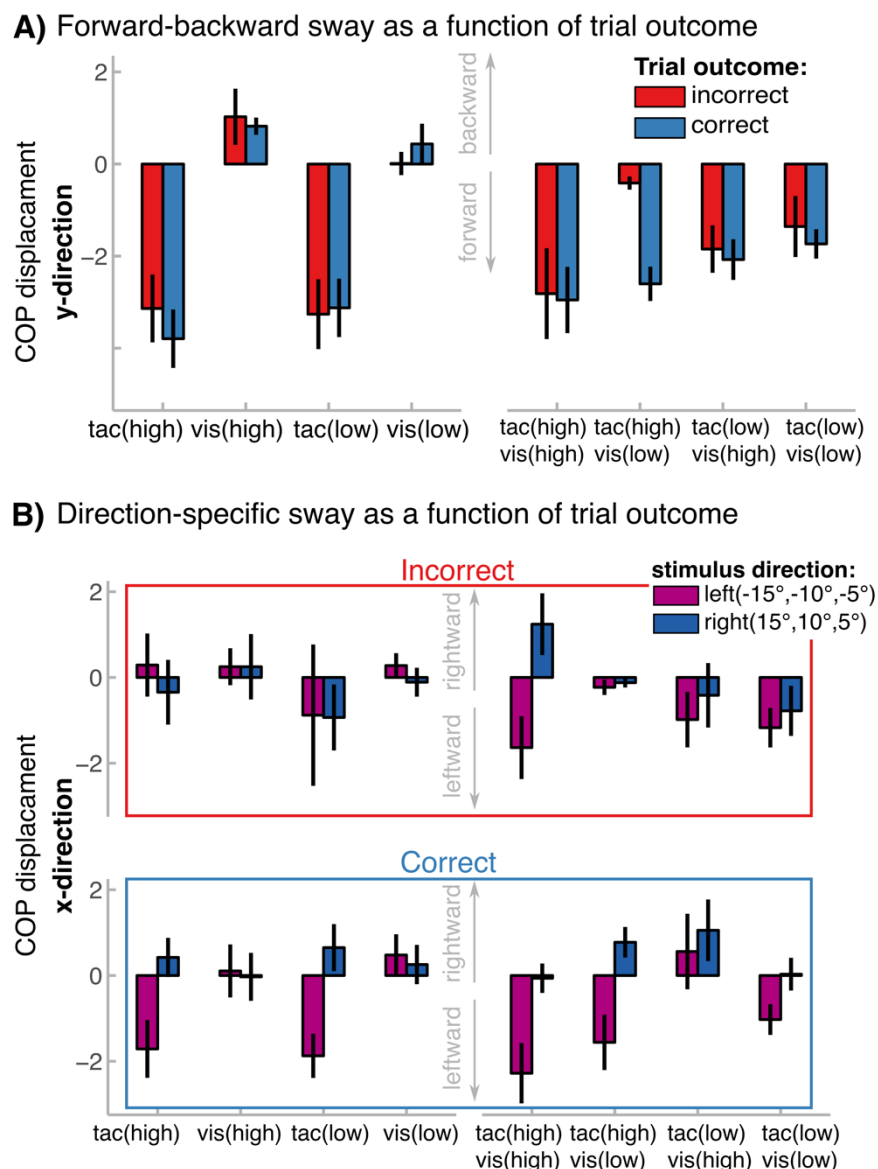 A) Forward-backward sway as a function of trial outcome
COP displacament
y-direction
2
0
−2
backward
forward
Trial outcome:
incorrect
correct
tac(high) vis(high) tac(low) vis(low)
tac(high) tac(high) tac(low) tac(low)
vis(high) vis(low) vis(high) vis(low)
B) Direction-specific sway as a function of trial outcome
COP displacament
x-direction
Incorrect
stimulus direction:
left(-15°,-10°,-5°)
right(15°,10°,5°)
2
0
−2
rightward
leftward
Correct
2
0
−2
rightward
leftward
tac(high) vis(high) tac(low) vis(low)
tac(high) tac(high) tac(low) tac(low)
vis(high) vis(low) vis(high) vis(low)